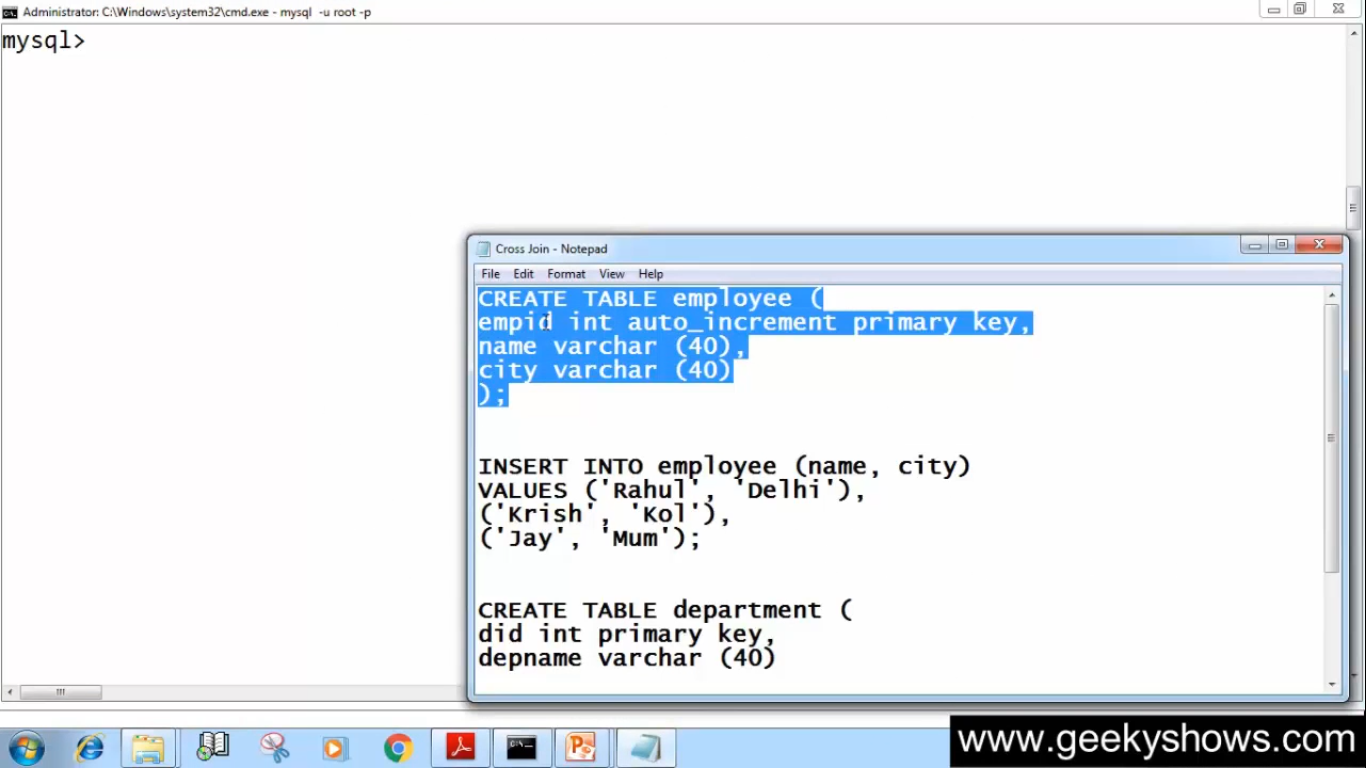 Administrator: C:\Windows\system32\cmd.exe - mysql -u root -p
mysql>
Cross Join - Notepad
File Edit Format View Help
CREATE TABLE employee (
empid int auto_increment primary key,
name varchar (40),
city varchar (40)
);
INSERT INTO employee (name, city)
VALUES ('Rahul', 'Delhi'),
('Krish', 'Kol'),
('Jay', 'Mum');
CREATE TABLE department (
did int primary key,
depname varchar (40)
www.geekyshows.com